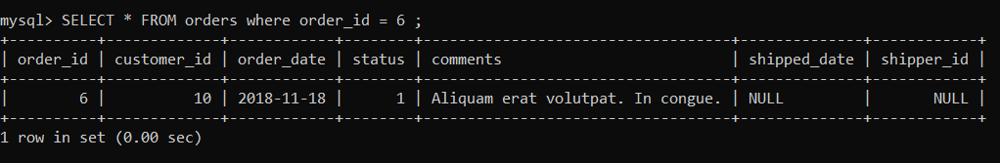 mysql> SELECT * FROM orders where order_id = 6 ;
+----------+-------------+------------+--------+--------------------------------+--------------+------------+
| order_id | customer_id | order_date | status | comments                       | shipped_date | shipper_id |
+----------+-------------+------------+--------+--------------------------------+--------------+------------+
|        6 |          10 | 2018-11-18 |      1 | Aliquam erat volutpat. In congue. | NULL         |       NULL |
+----------+-------------+------------+--------+--------------------------------+--------------+------------+
1 row in set (0.00 sec)